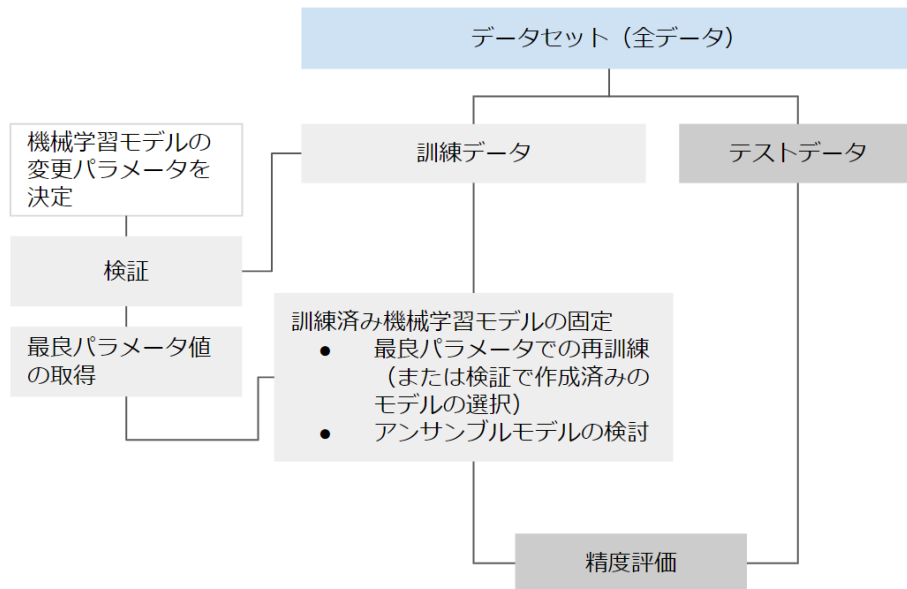 データセット（全データ）
機械学習モデルの
変更パラメータを
決定
訓練データ
テストデータ
検証
最良パラメータ値
の取得
訓練済み機械学習モデルの固定
● 最良パラメータでの再訓練
（または検証で作成済みの
モデルの選択）
● アンサンブルモデルの検討
精度評価